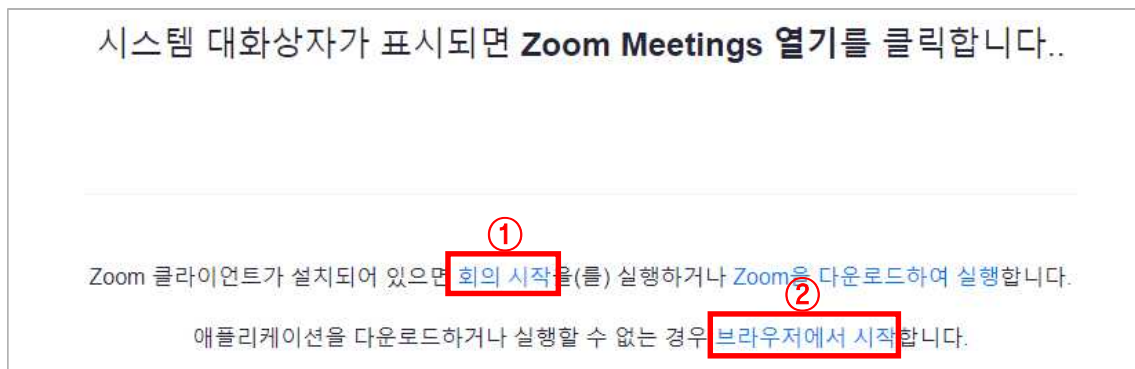 시스템 대화상자가 표시되면 Zoom Meetings 열기를 클릭합니다..
①
Zoom 클라이언트가 설치되어 있으면 회의 시작을(를) 실행하거나 Zoom을 다운로드하여 실행합니다.
②
애플리케이션을 다운로드하거나 실행할 수 없는 경우 브라우저에서 시작합니다.